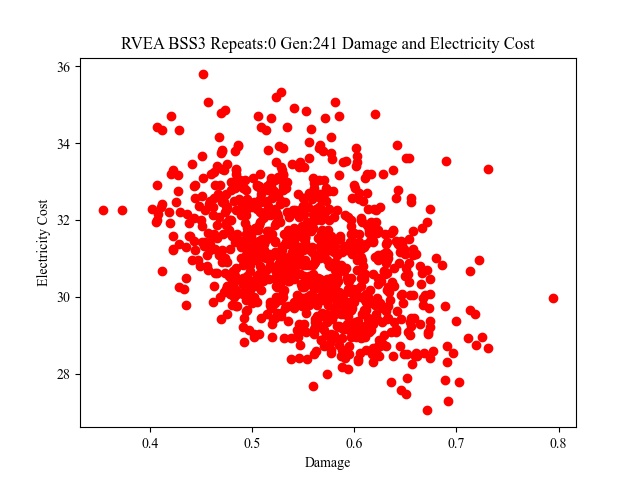 RVEA BSS3 Repeats:0 Gen:241 Damage and Electricity Cost
36
34
32
30
28
Electricity Cost
0.4 0.5 0.6 0.7 0.8
Damage